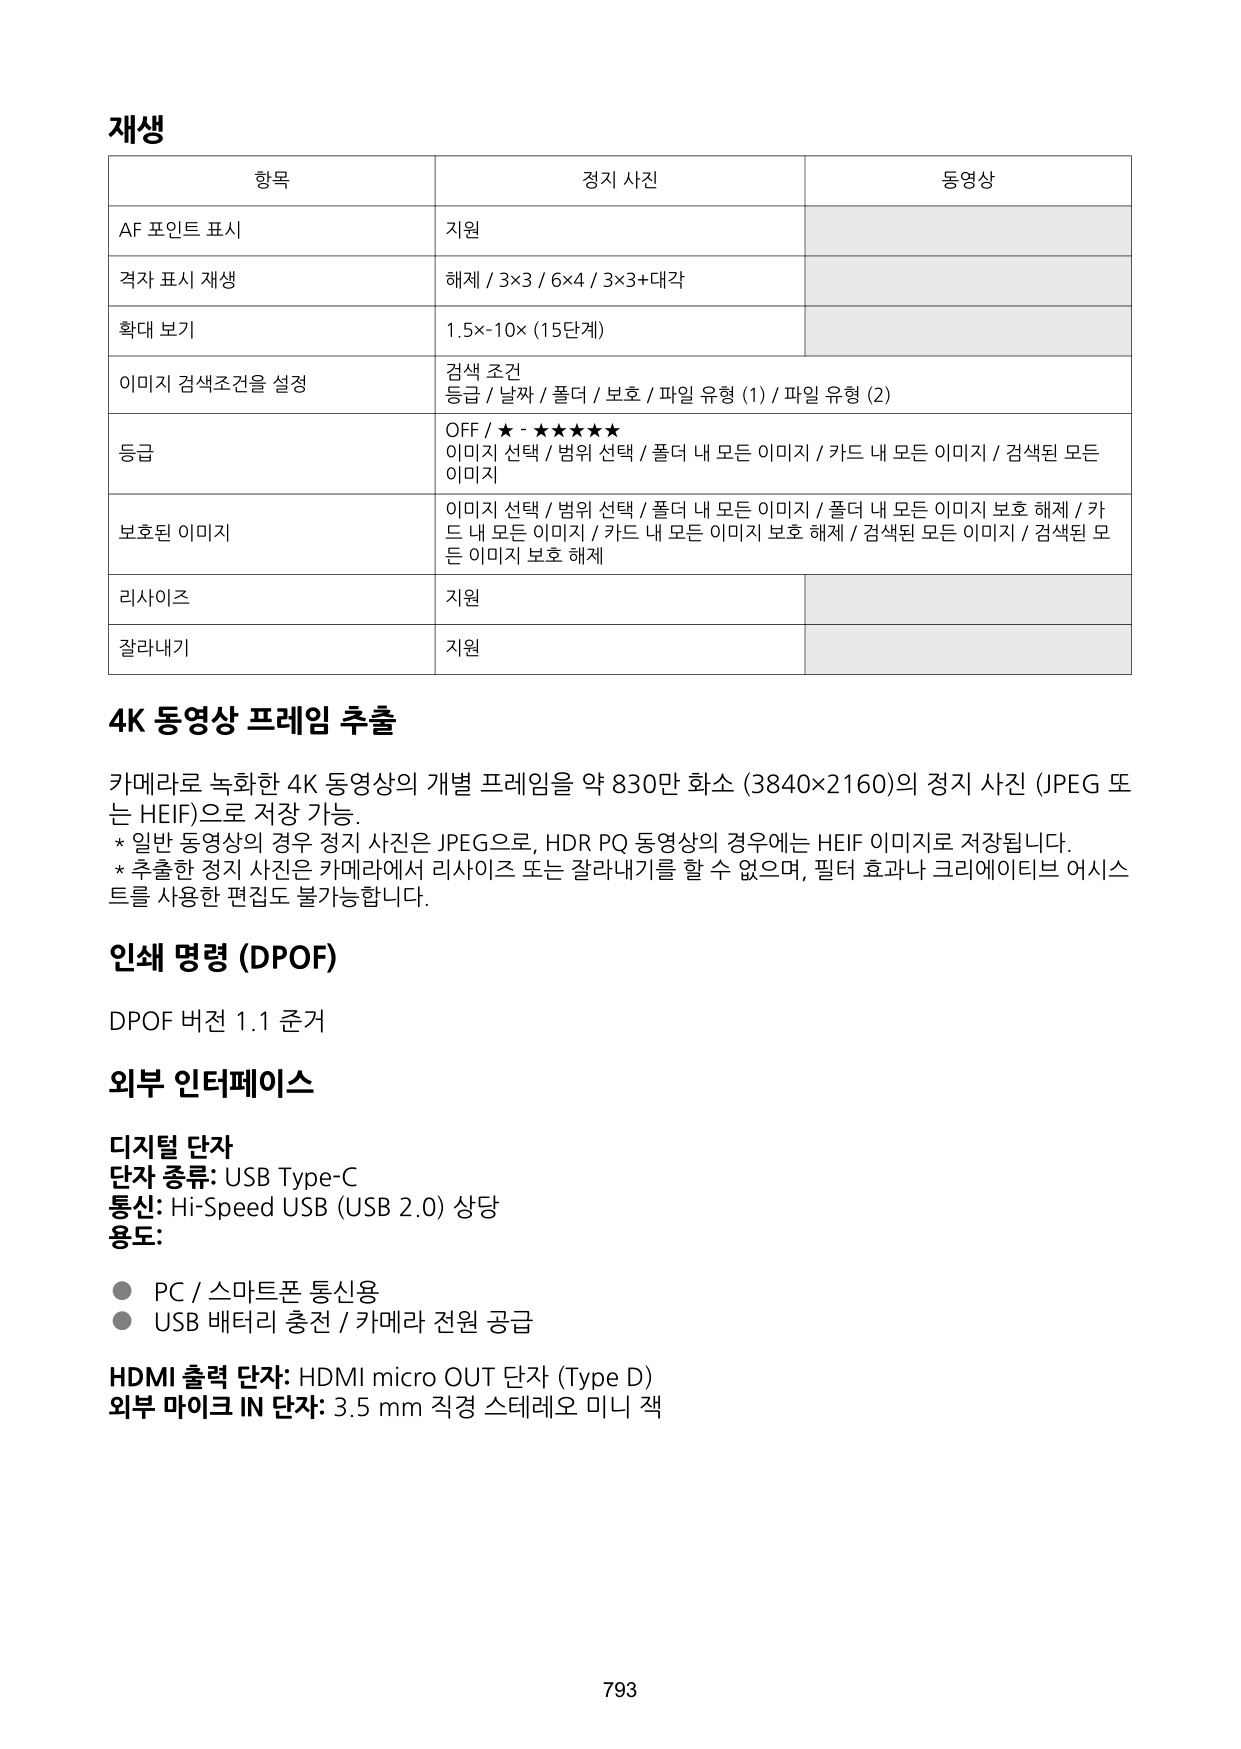 재생
항목 정지 사진 동영상
AF 포인트 표시 지원
격자 표시 재생 해제 / 3×3 / 6×4 / 3×3+대각
확대 보기 1.5×-10× (15단계)
이미지 검색조건을 설정 검색 조건
등급 / 날짜 / 폴더 / 보호 / 파일 유형 (1) / 파일 유형 (2)
등급 OFF / ★ - ★★★★★
이미지 선택 / 범위 선택 / 폴더 내 모든 이미지 / 카드 내 모든 이미지 / 검색된 모든
이미지
보호된 이미지 이미지 선택 / 범위 선택 / 폴더 내 모든 이미지 / 폴더 내 모든 이미지 보호 해제 / 카
드 내 모든 이미지 / 카드 내 모든 이미지 보호 해제 / 검색된 모든 이미지 / 검색된 모
든 이미지 보호 해제
리사이즈 지원
잘라내기 지원
4K 동영상 프레임 추출
카메라로 녹화한 4K 동영상의 개별 프레임을 약 830만 화소 (3840×2160)의 정지 사진 (JPEG 또
는 HEIF)으로 저장 가능.
* 일반 동영상의 경우 정지 사진은 JPEG으로, HDR PQ 동영상의 경우에는 HEIF 이미지로 저장됩니다.
* 추출한 정지 사진은 카메라에서 리사이즈 또는 잘라내기를 할 수 없으며, 필터 효과나 크리에이티브 어시스
트를 사용한 편집도 불가능합니다.
인쇄 명령 (DPOF)
DPOF 버전 1.1 준거
외부 인터페이스
디지털 단자
단자 종류: USB Type-C
통신: Hi-Speed USB (USB 2.0) 상당
용도:
● PC / 스마트폰 통신용
● USB 배터리 충전 / 카메라 전원 공급
HDMI 출력 단자: HDMI micro OUT 단자 (Type D)
외부 마이크 IN 단자: 3.5 mm 직경 스테레오 미니 잭
793